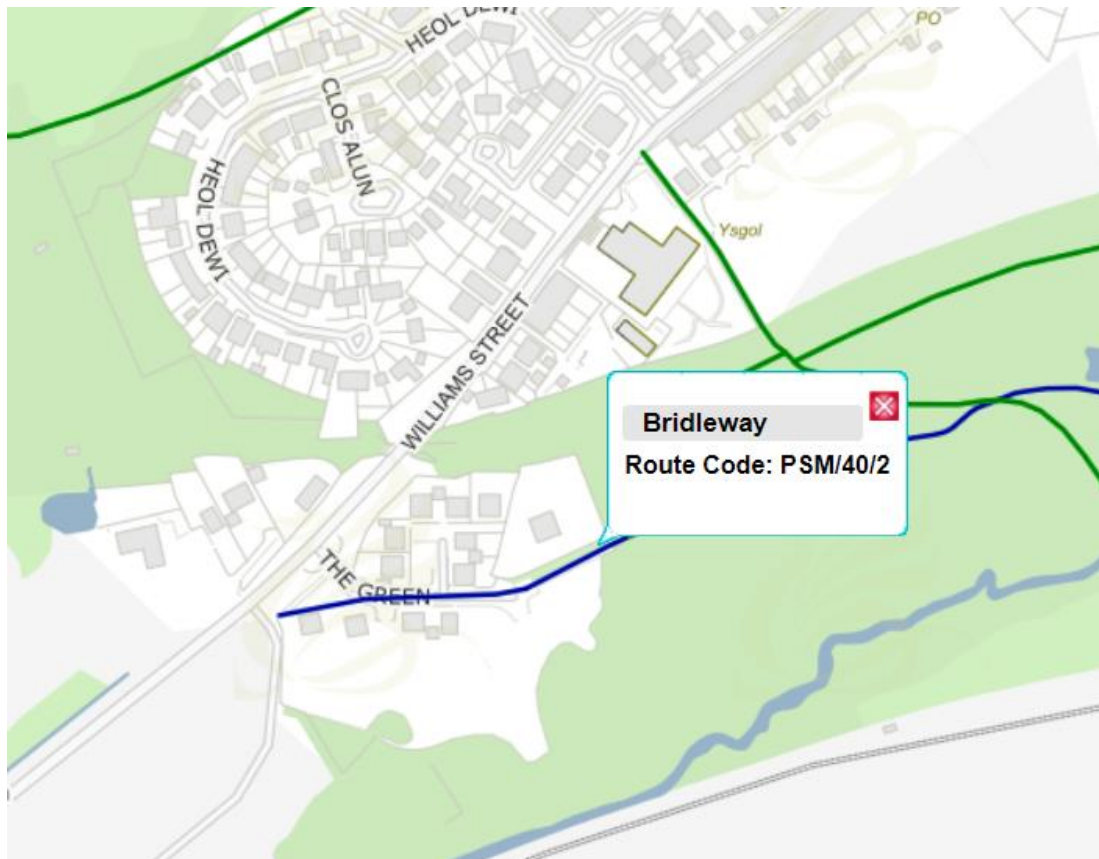 PO
HEOL DEWI
CLOS ALUN
HEOL DEWI
Ysgol
WILLIAMS STREET
Bridleway
Route Code: PSM/40/2
THE GREEN